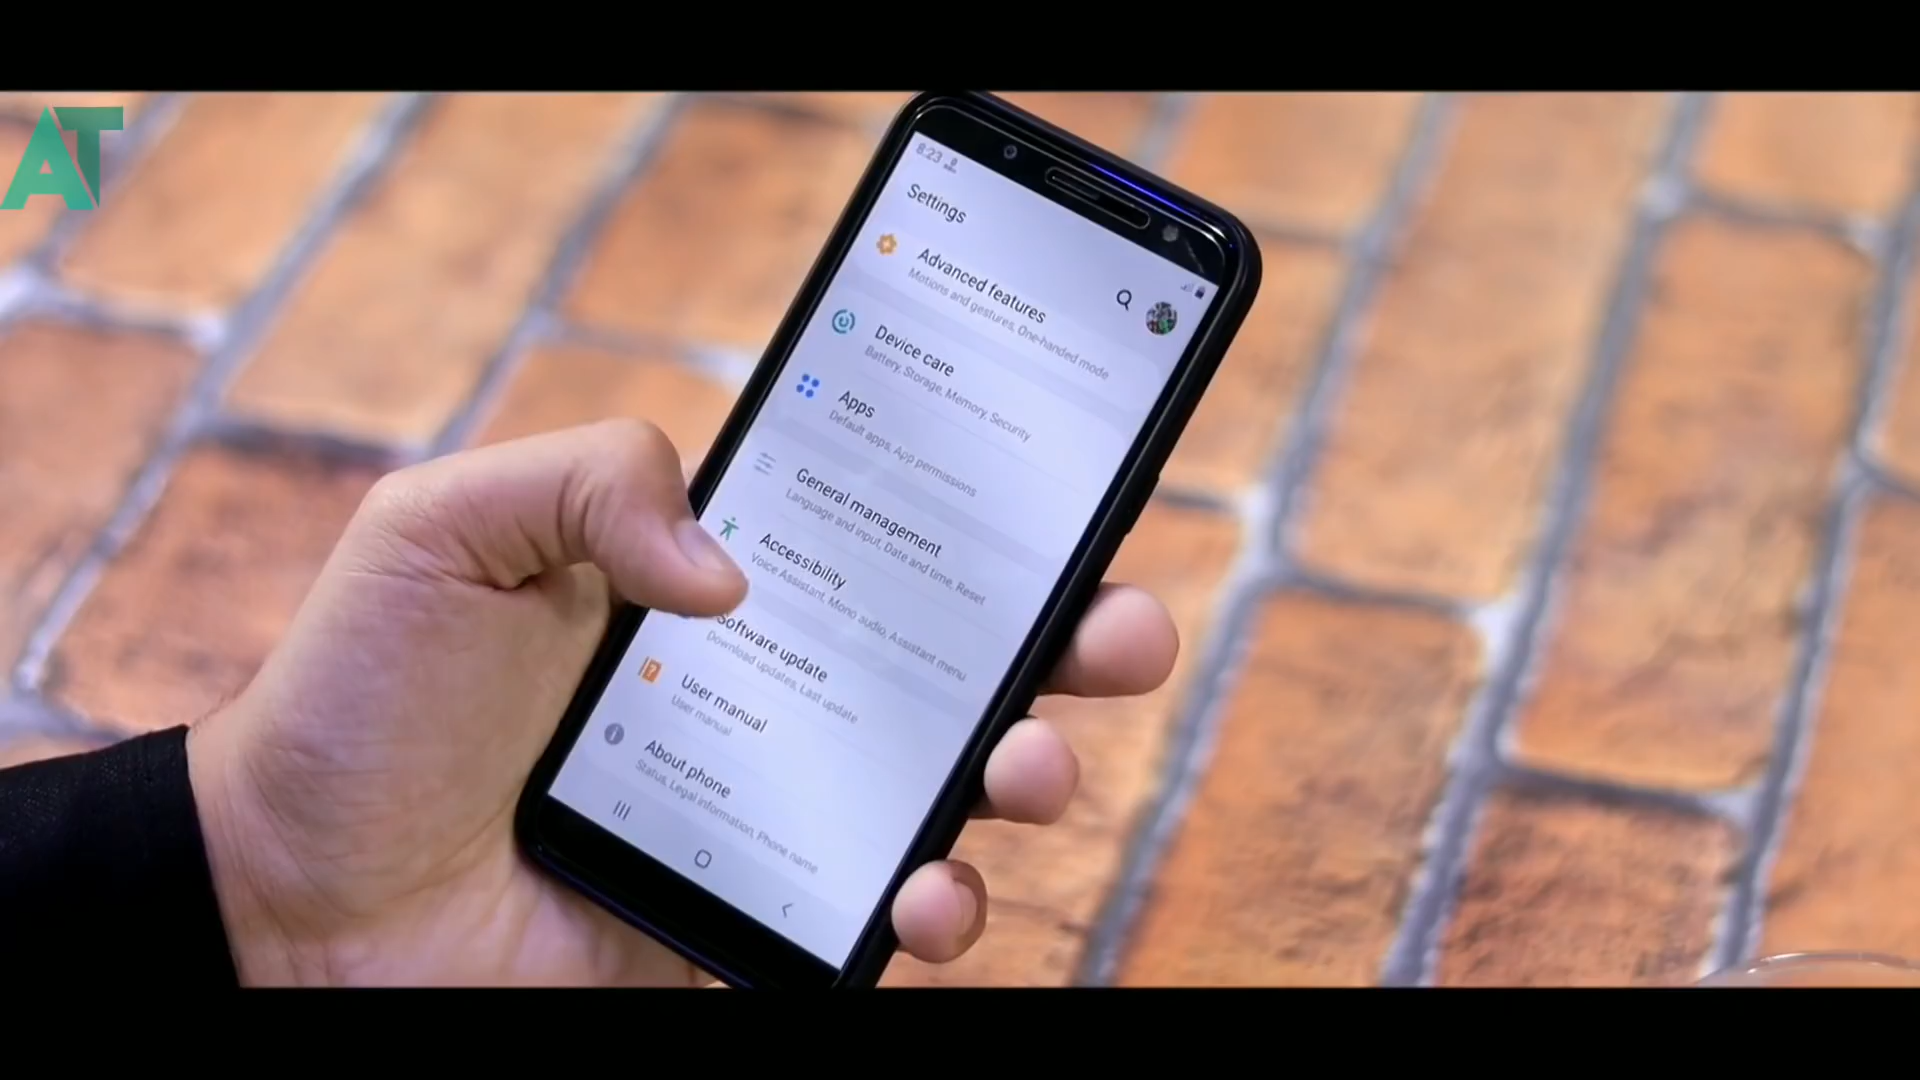 AT
8:23
Settings
Advanced features
Motions and gestures, One-handed mode
Device care
Battery, Storage, Memory, Security
Apps
Default apps, App permissions
General management
Language and input, Date and time, Reset
Accessibility
Voice Assistant, Mono audio, Assistant menu
Software update
Download updates, Last update
User manual
User manual
About phone
Status, Legal information, Phone name